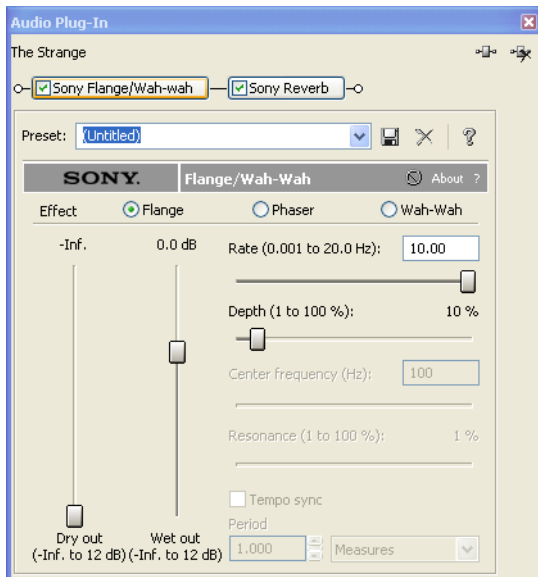 Audio Plug-In
The Strange
Sony Flange/Wah-wah Sony Reverb
Preset: (Untitled)
SONY. Flange/Wah-Wah About ?
Effect Flange Phaser Wah-Wah
-Inf. 0.0 dB Rate (0.001 to 20.0 Hz): 10.00
Depth (1 to 100 %): 10 %
Center frequency (Hz): 100
Resonance (1 to 100 %): 1 %
Tempo sync
Period
Dry out Wet out
(-Inf. to 12 dB) (-Inf. to 12 dB) 1.000 Measures